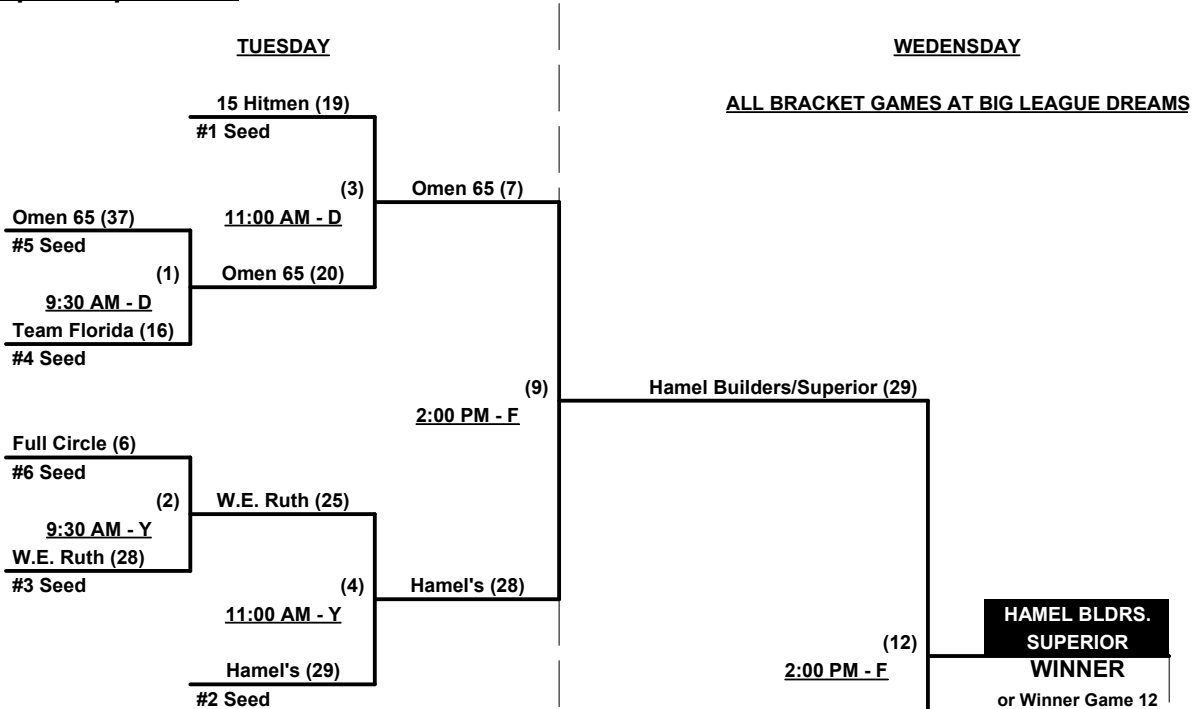 TUESDAY
WEDENSDAY
15 Hitmen (19)
ALL BRACKET GAMES AT BIG LEAGUE DREAMS
#1 Seed
(3)
Omen 65 (7)
11:00 AM - D
Omen 65 (37)
#5 Seed
(1)
Omen 65 (20)
9:30 AM - D
Team Florida (16)
#4 Seed
(9)
Hamel Builders/Superior (29)
2:00 PM - F
Full Circle (6)
#6 Seed
(2)
W.E. Ruth (25)
9:30 AM - Y
W.E. Ruth (28)
#3 Seed
(4)
Hamel's (28)
11:00 AM - Y
HAMEL BLDRS.
SUPERIOR
(12)
WINNER
2:00 PM - F
Hamel's (29)
#2 Seed
or Winner Game 12